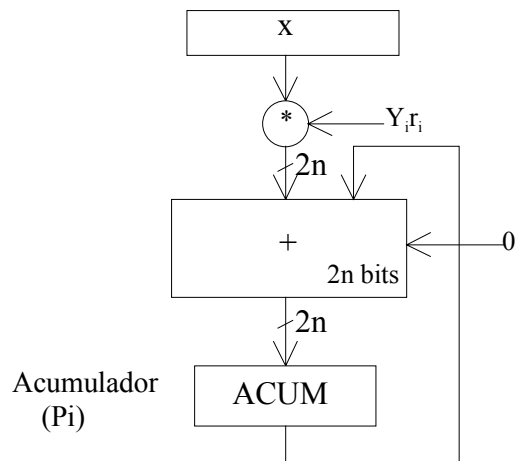 x
*
Yᵢrᵢ
2n
+
0
2n bits
2n
Acumulador
(Pi)
ACUM